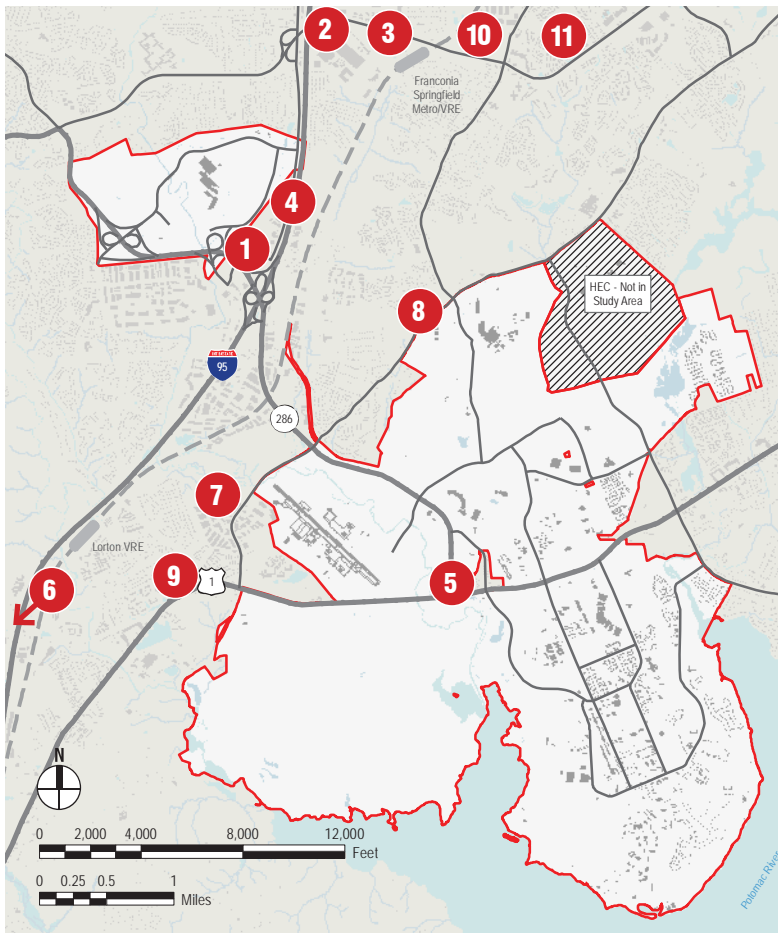 2
3
10
11
Franconia
Springfield
Metro/VRE
4
1
HEC - Not in
Study Area
8
INTERSTATE
95
286
7
Lorton VRE
9
1
5
6
N
0 2,000 4,000 8,000 12,000
Feet
0 0.25 0.5 1
Miles
Potomac River